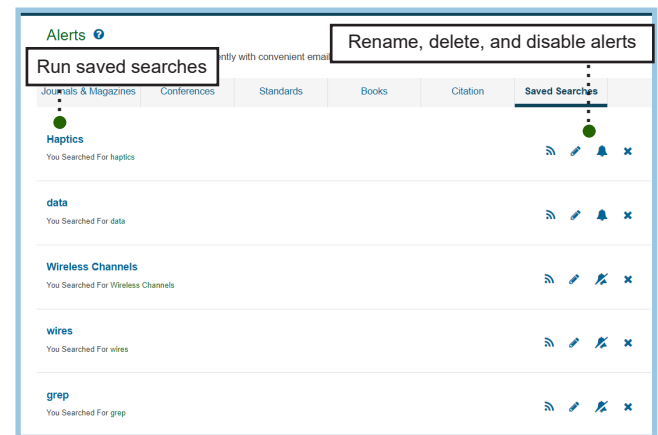 Alerts
Rename, delete, and disable alerts
ntly with convenient email
Run saved searches
Journals & Magazines Conferences Standards Books Citation Saved Searches
Haptics
You Searched For haptics
data
You Searched For data
Wireless Channels
You Searched For Wireless Channels
wires
You Searched For wires
grep
You Searched For grep